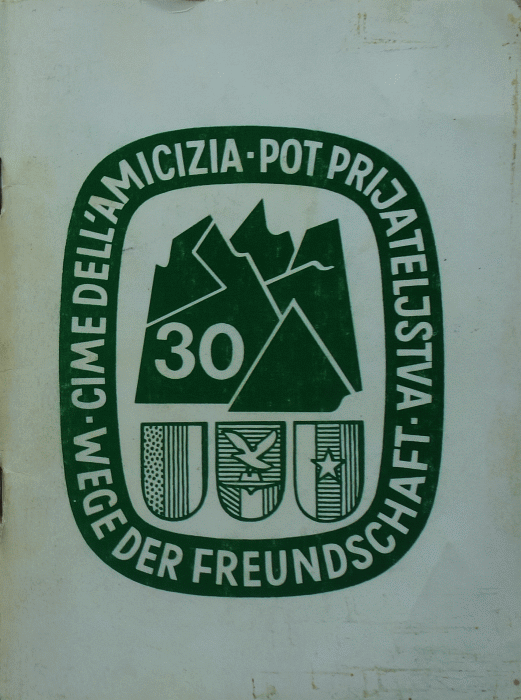 CIME DELL'AMICIZIA · POT PRIJATELJSTVA · WEGE DER FREUNDSCHAFT ·
30